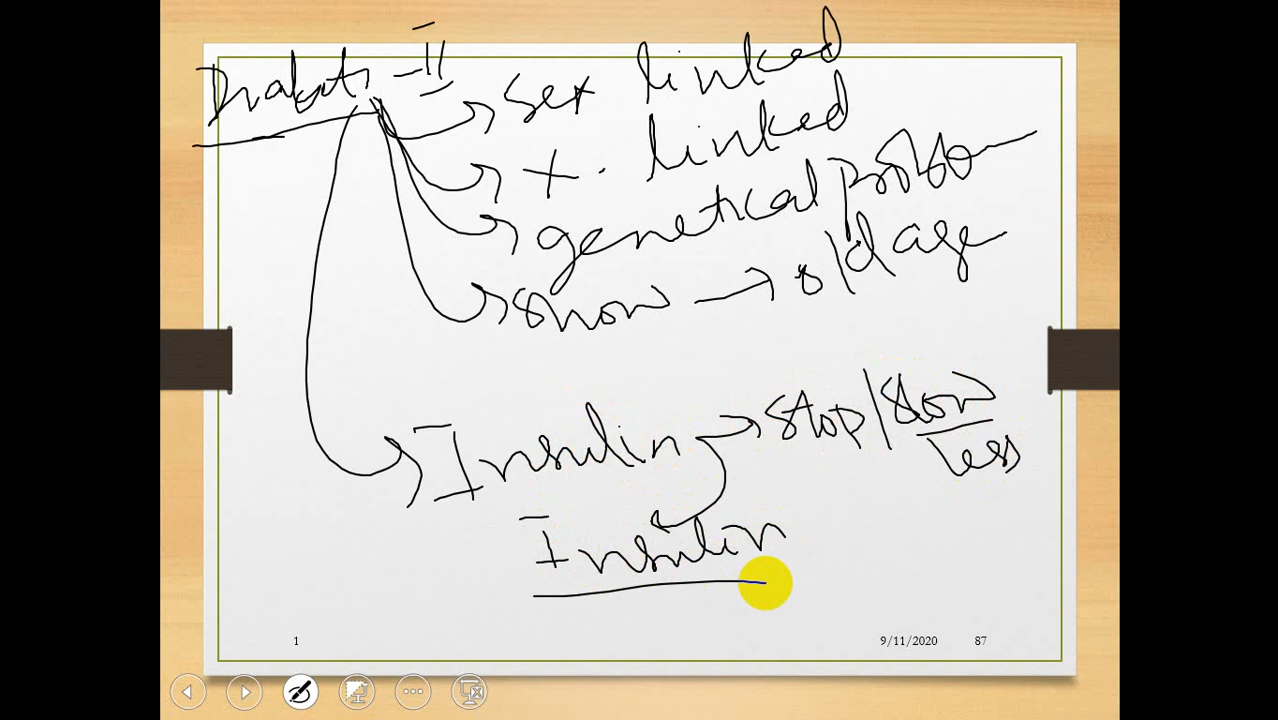 Diabetes -II
Sex linked
X. linked
genetical problem
show → old age
Insulin → stop/slow
less
Insulin
1
9/11/2020 87